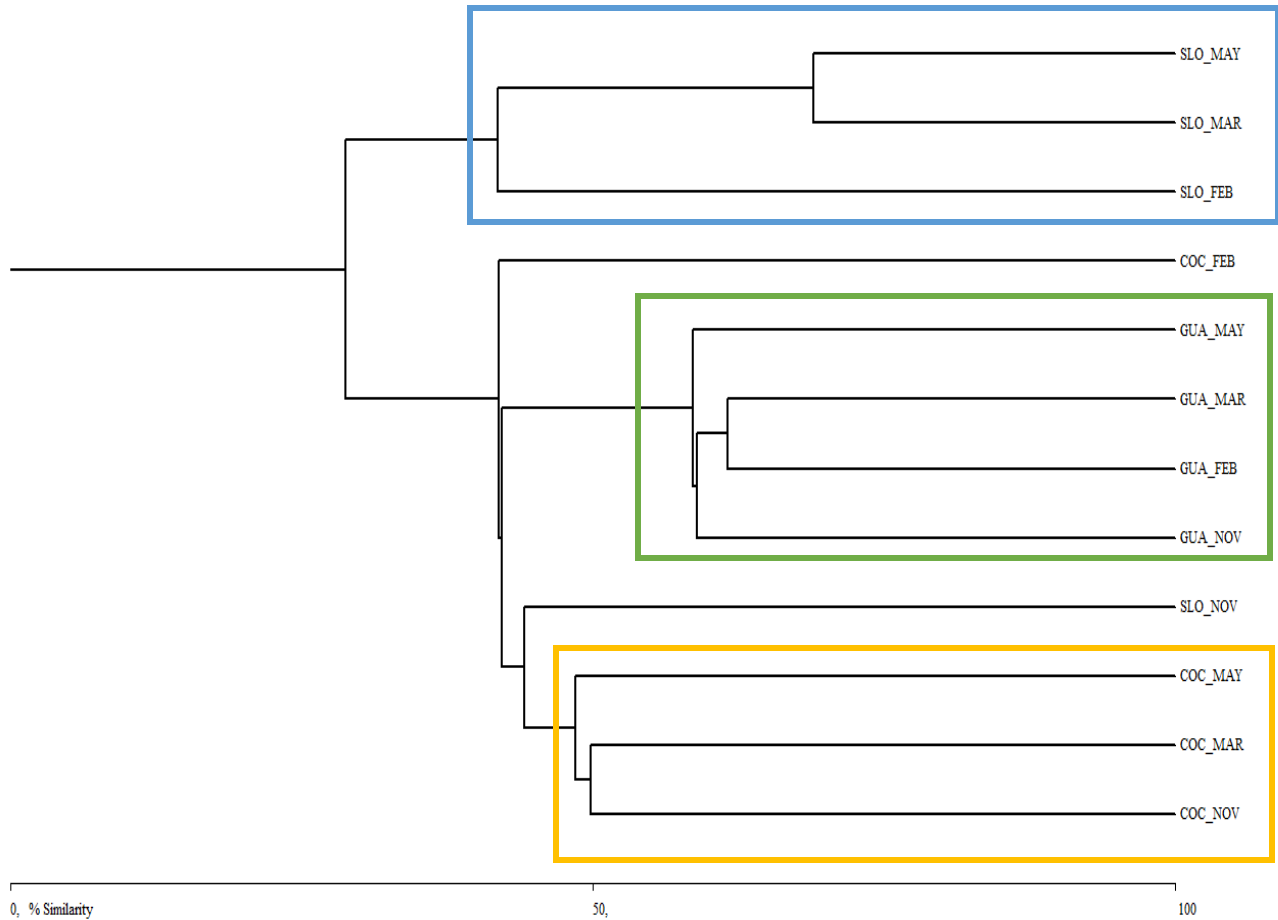 SLO_MAY
SLO_MAR
SLO_FEB
COC_FEB
GUA_MAY
GUA_MAR
GUA_FEB
GUA_NOV
SLO_NOV
COC_MAY
COC_MAR
COC_NOV
0, % Similarity 50, 100